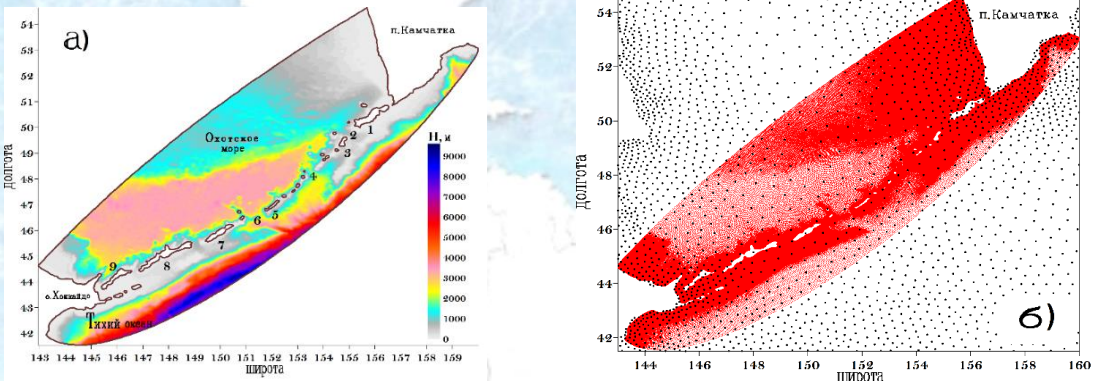 а)
54
53
52
51
50
49
48
47
46
45
44
43
42
долгота
п.Камчатка
Охотское
море
1
2
3
4
5
6
7
8
9
о.Хоккайдо
Тихий океан
H, м
9000
8000
7000
6000
5000
4000
3000
2000
1000
0
143 144 145 146 147 148 149 150 151 152 153 154 155 156 157 158 159
широта
54
52
50
48
46
44
42
долгота
п.Камчатка
б)
144 146 148 150 152 154 156 158 160
широта